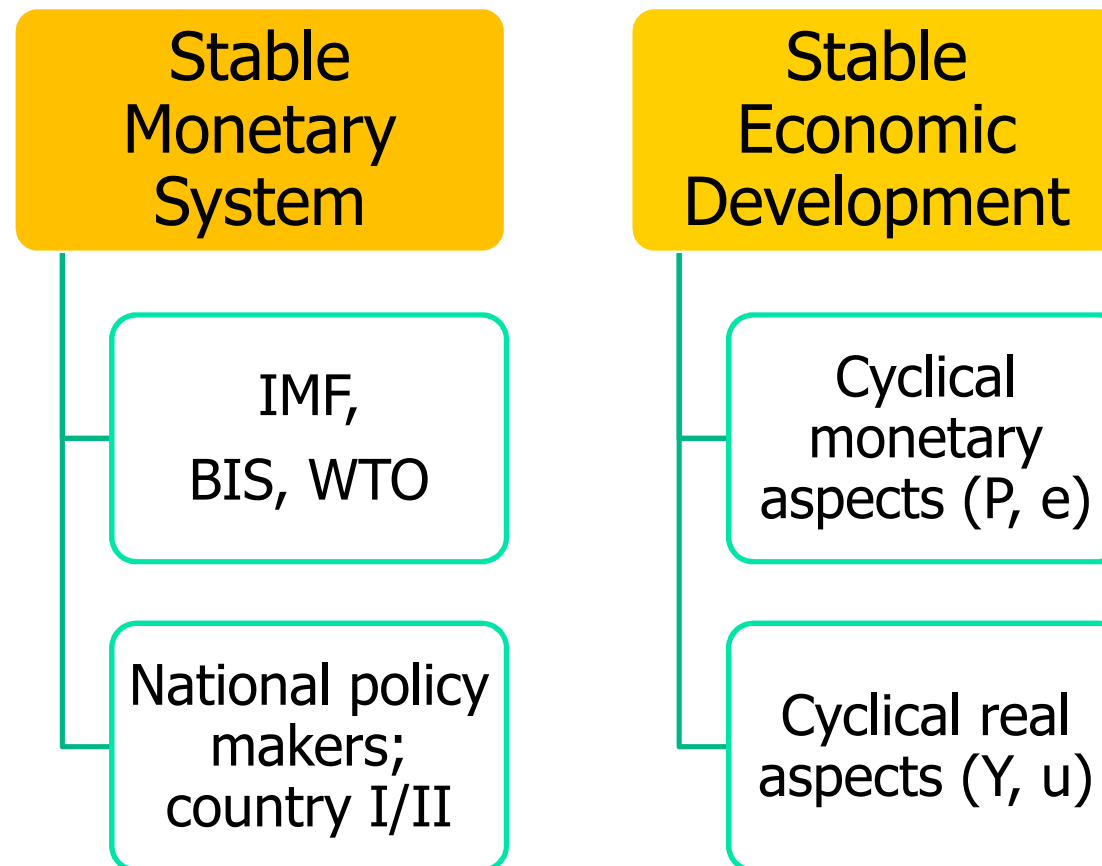 Stable
Monetary
System
IMF,
BIS, WTO
National policy
makers;
country I/II
Stable
Economic
Development
Cyclical
monetary
aspects (P, e)
Cyclical real
aspects (Y, u)